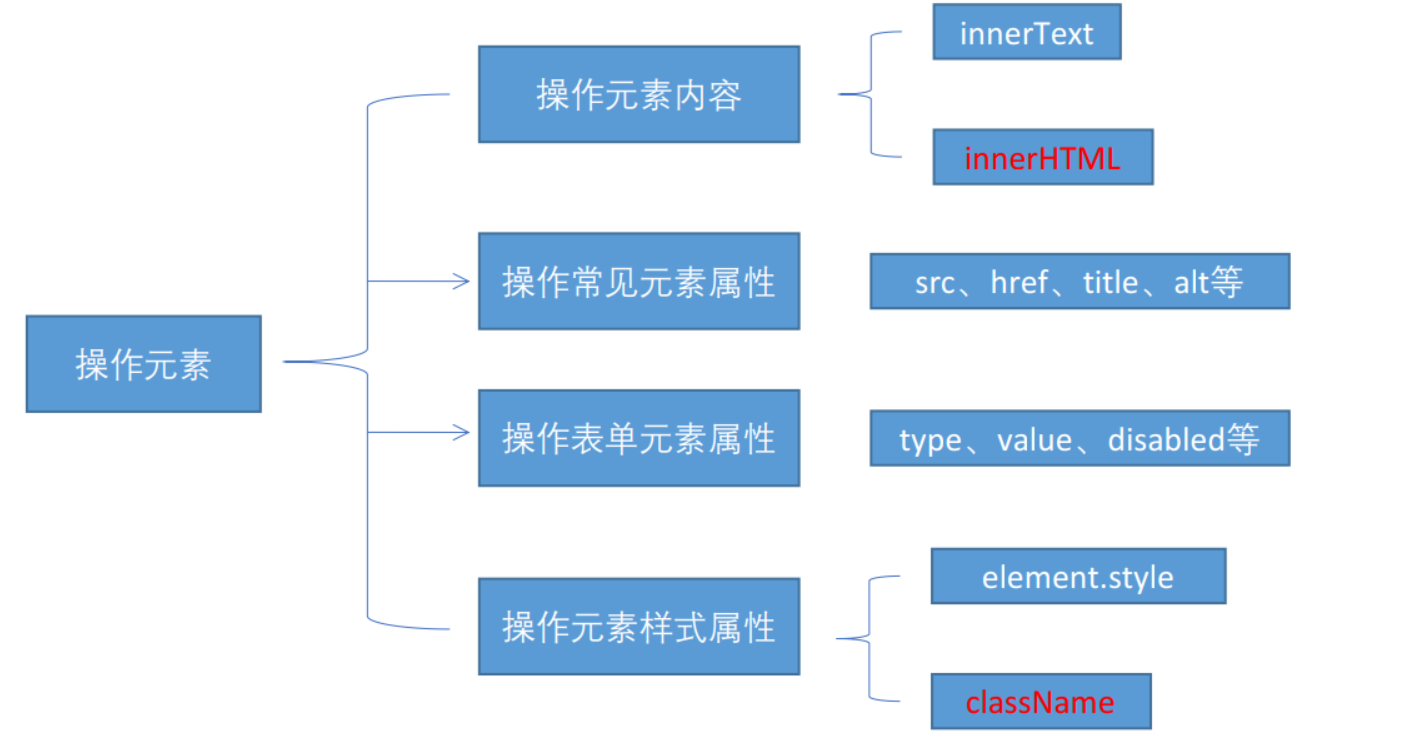 操作元素
操作元素内容
innerText
innerHTML
操作常见元素属性
src、href、title、alt等
操作表单元素属性
type、value、disabled等
操作元素样式属性
element.style
className